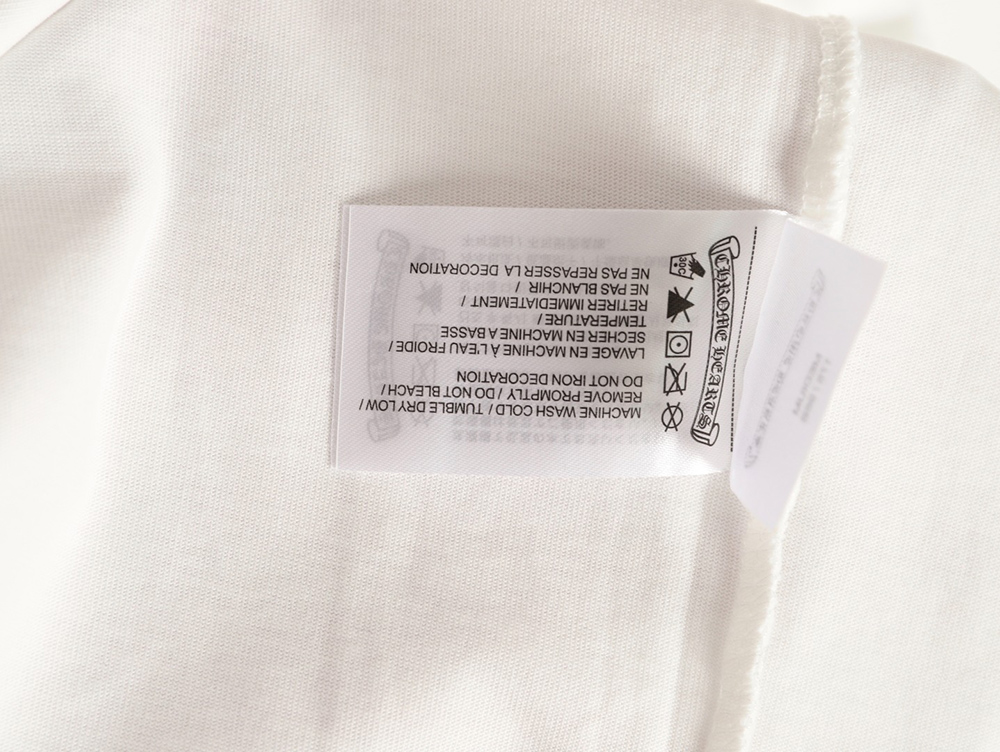 CHROME HEARTS
30C
MACHINE WASH COLD / TUMBLE DRY LOW /
REMOVE PROMPTLY / DO NOT BLEACH /
DO NOT IRON DECORATION
LAVAGE EN MACHINE À L'EAU FROIDE /
SECHER EN MACHINE A BASSE
TEMPERATURE /
RETIRER IMMEDIATEMENT /
NE PAS BLANCHIR /
NE PAS REPASSER LA DECORATION